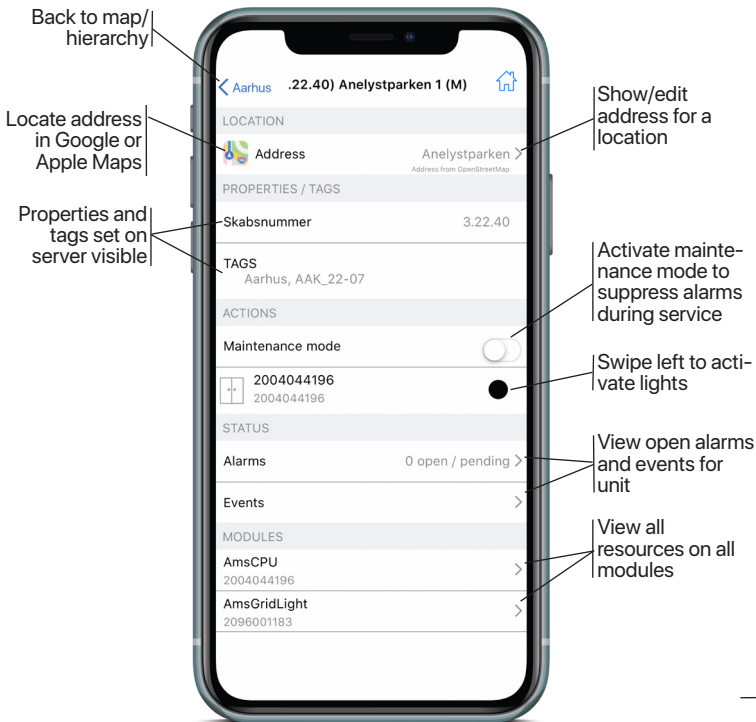 Back to map/
hierarchy
Aarhus .22.40) Anelystparken 1 (M)
LOCATION
Locate address
in Google or
Apple Maps
Address Anelystparken
Address from OpenStreetMap
Show/edit
address for a
location
PROPERTIES / TAGS
Properties and
tags set on
server visible
Skabsnummer 3.22.40
TAGS
Aarhus, AAK_22-07
ACTIONS
Maintenance mode
Activate mainte-
nance mode to
suppress alarms
during service
2004044196
2004044196
Swipe left to acti-
vate lights
STATUS
Alarms 0 open / pending
Events
View open alarms
and events for
unit
MODULES
AmsCPU
2004044196
AmsGridLight
2096001183
View all
resources on all
modules